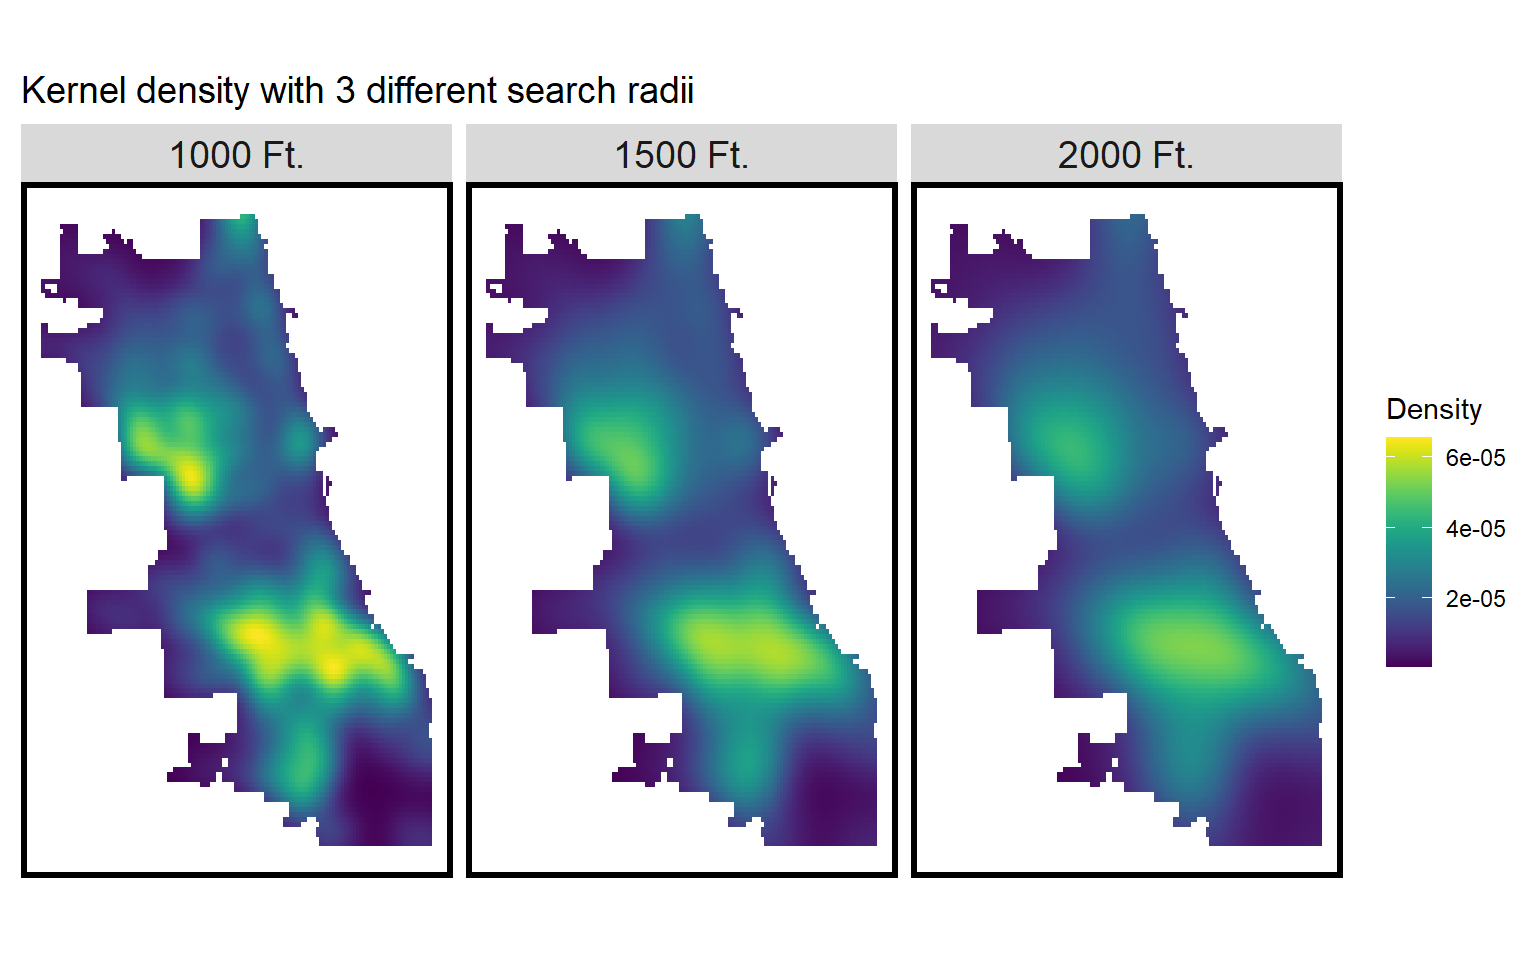 Kernel density with 3 different search radii
1000 Ft.
1500 Ft.
2000 Ft.
Density
6e-05
4e-05
2e-05